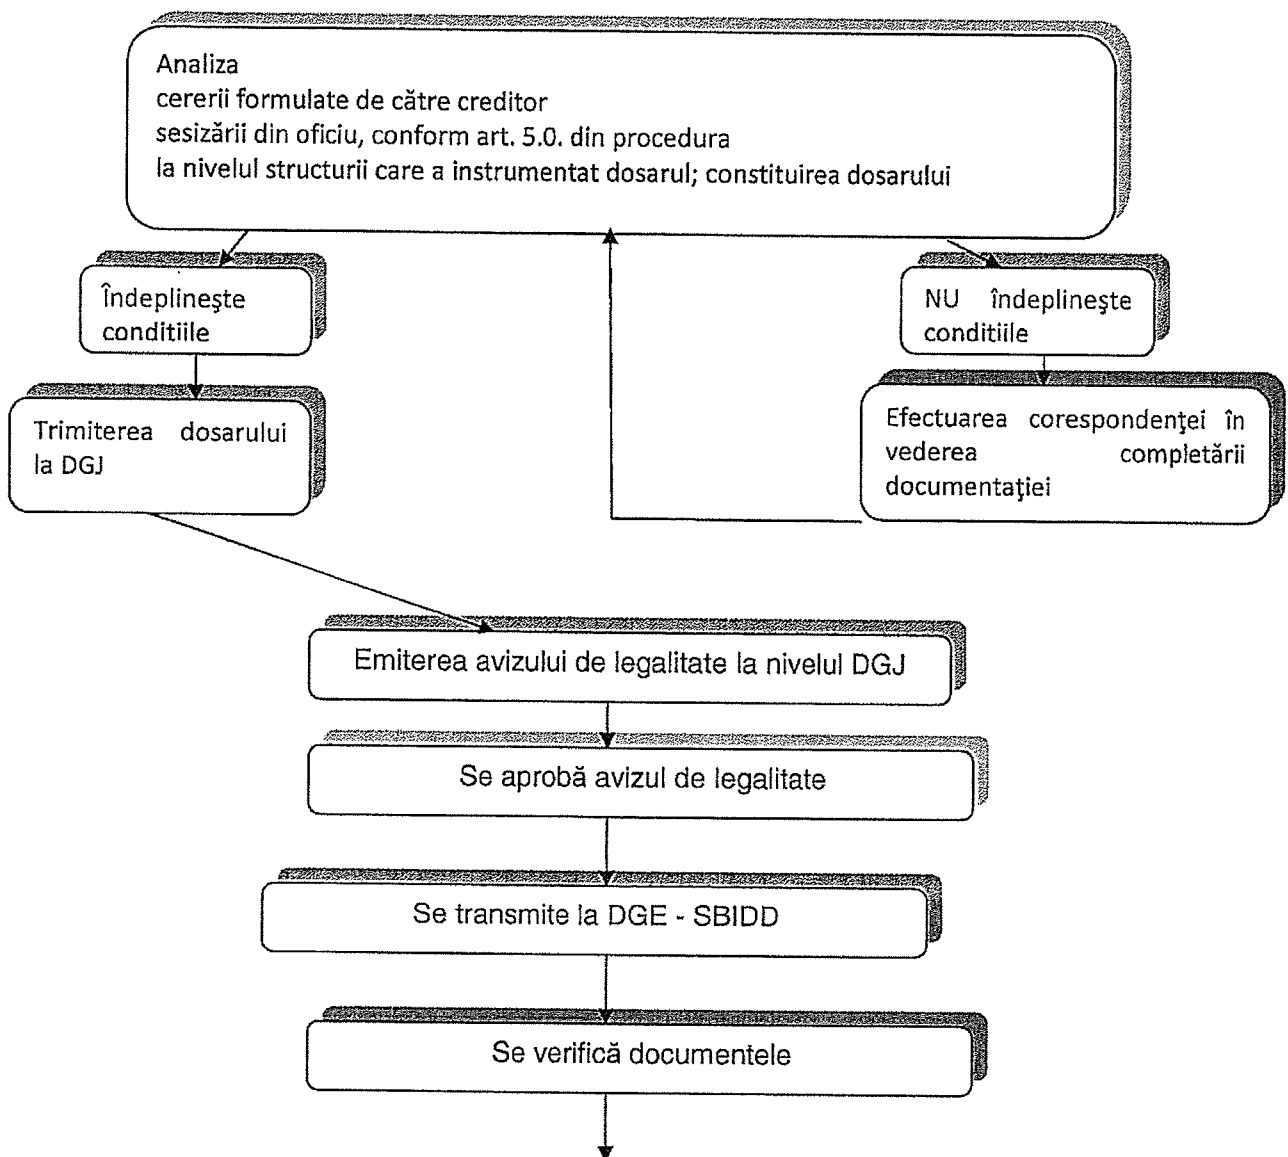 Analiza
cererii formulate de către creditor
sesizării din oficiu, conform art. 5.0. din procedura
la nivelul structurii care a instrumentat dosarul; constituirea dosarului
Îndeplineşte
conditiile
NU îndeplineşte
conditiile
Trimiterea dosarului
la DGJ
Efectuarea corespondenţei în
vederea completării
documentaţiei
Emiterea avizului de legalitate la nivelul DGJ
Se aprobă avizul de legalitate
Se transmite la DGE - SBIDD
Se verifică documentele